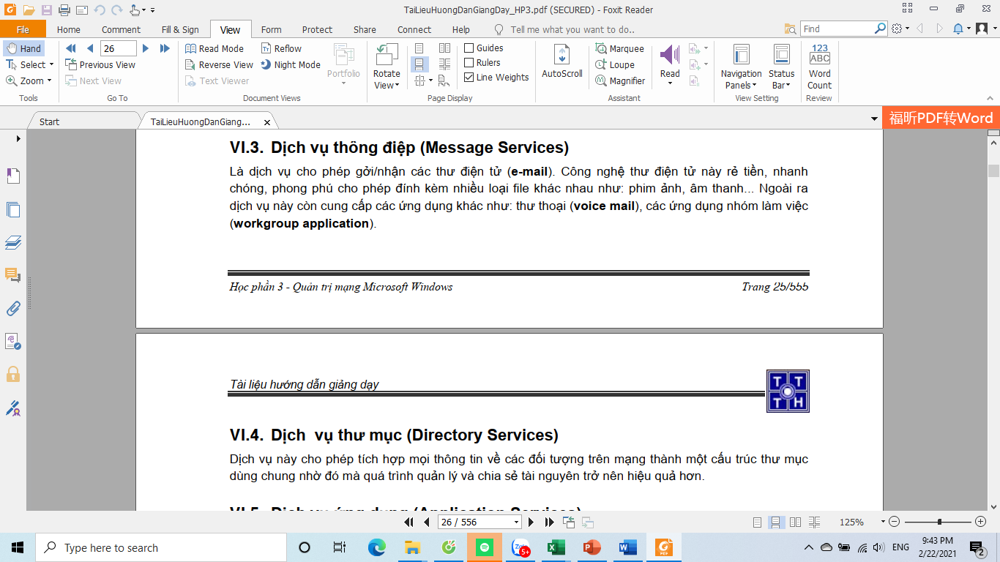 TaiLieuHuongDanGiangDay_HP3.pdf (SECURED) - Foxit Reader
File Home Comment Fill & Sign View Form Protect Share Connect Help Tell me what you want to do.. Find
Hand 26 Read Mode Reflow Guides Marquee 123
Select Previous View Reverse View Night Mode Portfolio Rotate View Rulers AutoScroll Loupe Read Navigation Panels Status Bar ABC Word Count
Zoom Next View Text Viewer Line Weights Magnifier
Tools Go To Document Views Page Display Assistant View Setting Review
Start TaiLieuHuongDanGiang... 福昕PDF转Word
VI.3. Dịch vụ thông điệp (Message Services)
Là dịch vụ cho phép gởi/nhận các thư điện tử (e-mail). Công nghệ thư điện tử này rẻ tiền, nhanh
chóng, phong phú cho phép đính kèm nhiều loại file khác nhau như: phim ảnh, âm thanh... Ngoài ra
dịch vụ này còn cung cấp các ứng dụng khác như: thư thoại (voice mail), các ứng dụng nhóm làm việc
(workgroup application).
Học phần 3 - Quản trị mạng Microsoft Windows Trang 25/555
Tài liệu hướng dẫn giảng dạy
T T
T H
VI.4. Dịch vụ thư mục (Directory Services)
Dịch vụ này cho phép tích hợp mọi thông tin về các đối tượng trên mạng thành một cấu trúc thư mục
dùng chung nhờ đó mà quá trình quản lý và chia sẻ tài nguyên trở nên hiệu quả hơn.
VI.5. Dịch vụ ứng dụng (Application Services)
26 / 556 125%
Type here to search Zalo 5+ PDF ENG 9:43 PM
2/22/2021 2